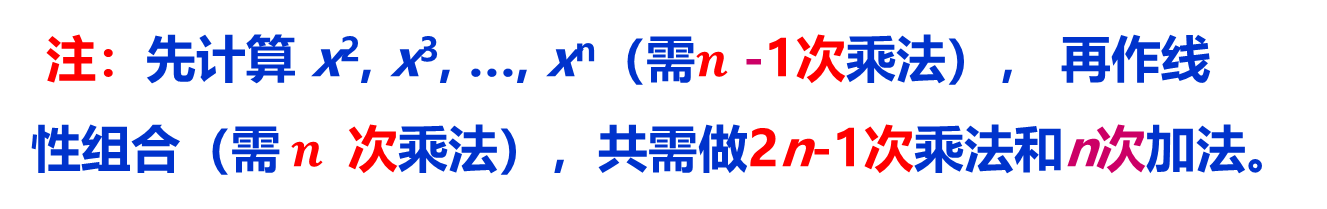 注：先计算 x², x³, …, xⁿ（需n -1次乘法）， 再作线
性组合（需 n 次乘法），共需做2n-1次乘法和n次加法。